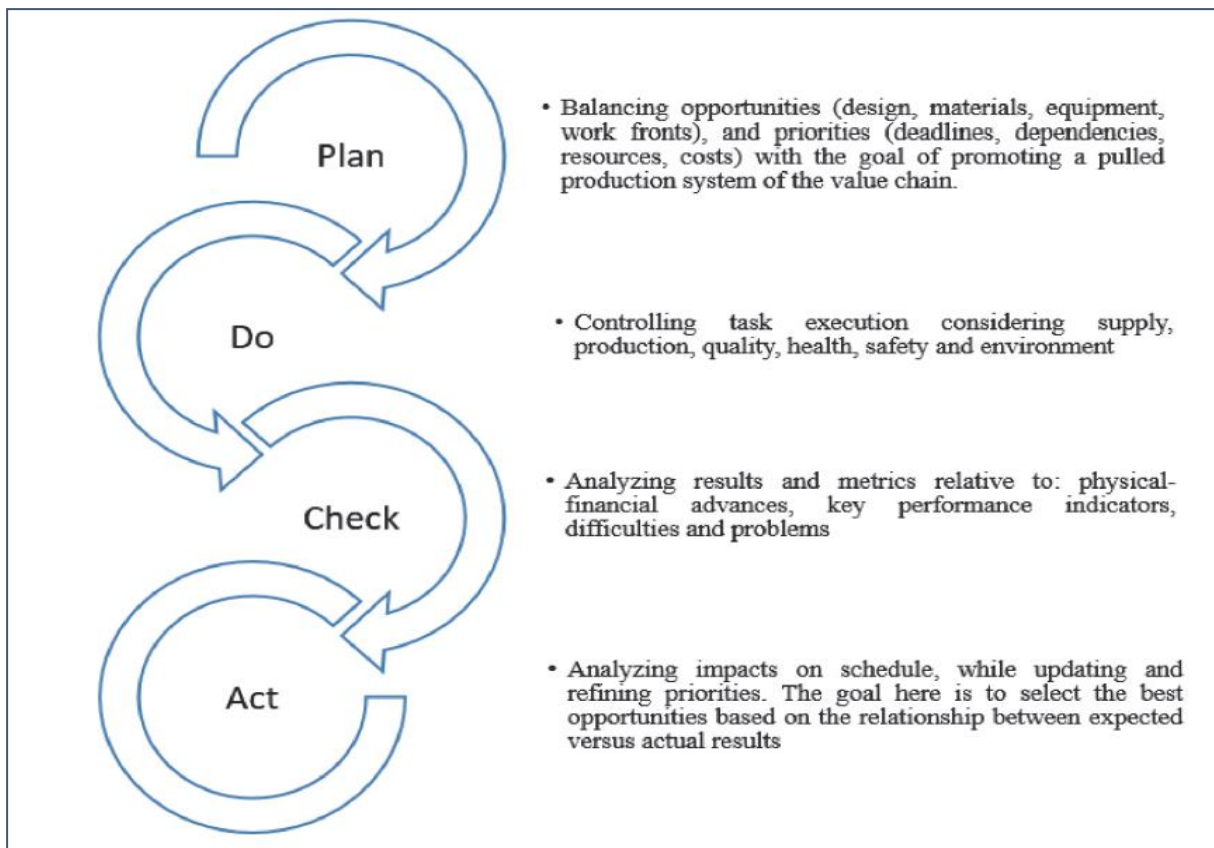 Plan
• Balancing opportunities (design, materials, equipment,
work fronts), and priorities (deadlines, dependencies,
resources, costs) with the goal of promoting a pulled
production system of the value chain.
Do
• Controlling task execution considering supply,
production, quality, health, safety and environment
Check
• Analyzing results and metrics relative to: physical-
financial advances, key performance indicators,
difficulties and problems
Act
• Analyzing impacts on schedule, while updating and
refining priorities. The goal here is to select the best
opportunities based on the relationship between expected
versus actual results